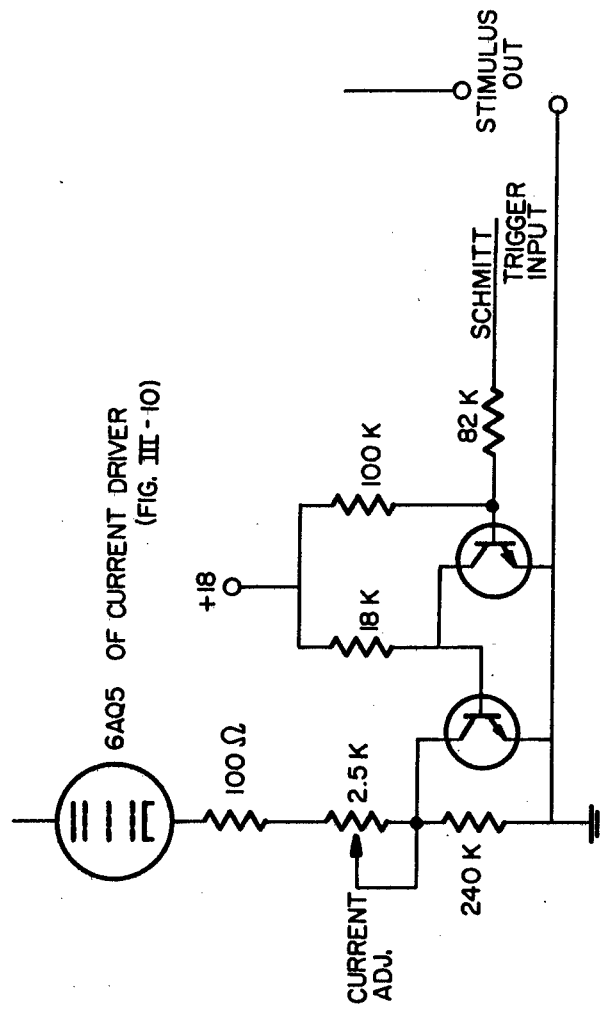 6AQ5 OF CURRENT DRIVER
(FIG. III-10)
+18
100 Ω
2.5 K
CURRENT
ADJ.
240 K
18 K
100 K
82 K
SCHMITT
TRIGGER
INPUT
STIMULUS
OUT